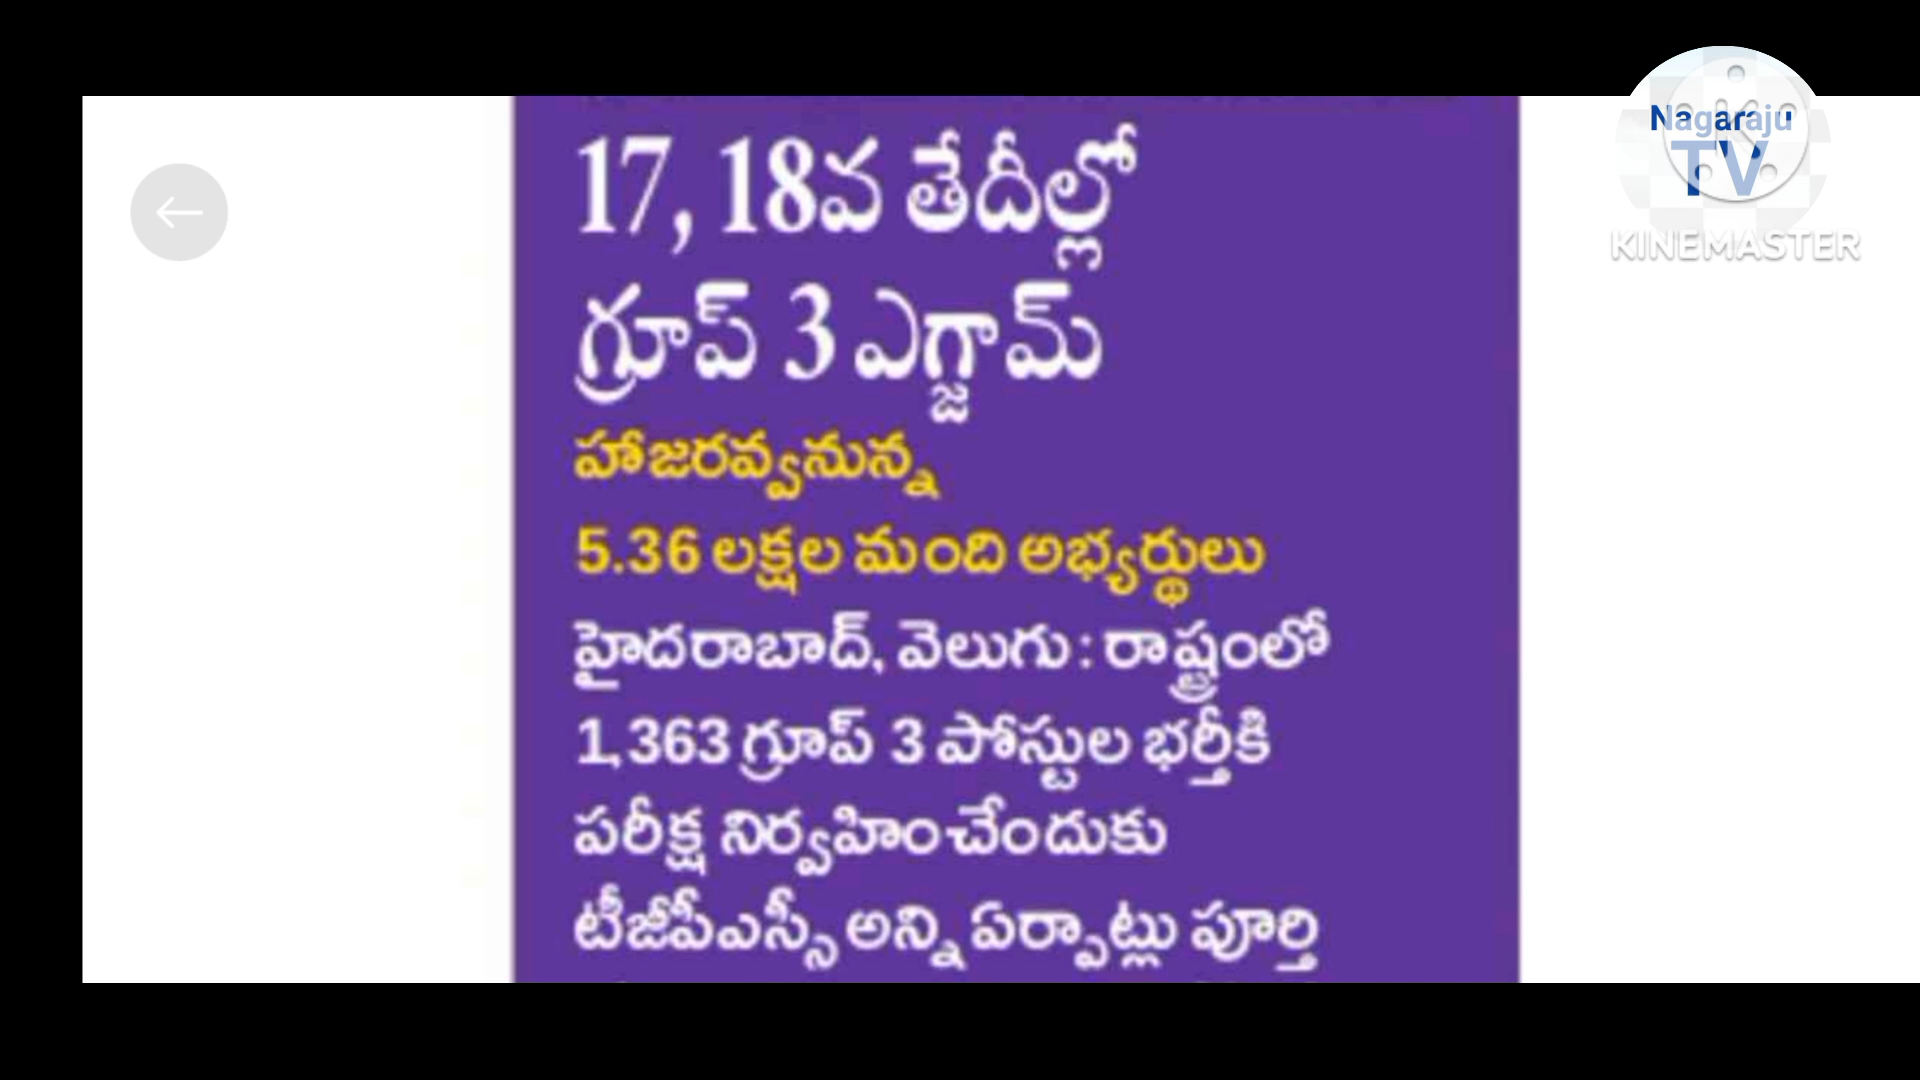 17, 18వ తేదీల్లో
గ్రూప్ 3 ఎగ్జామ్
హాజరవ్వనున్న
5.36 లక్షల మంది అభ్యర్థులు
హైదరాబాద్, వెలుగు: రాష్ట్రంలో
1,363 గ్రూప్ 3 పోస్టుల భర్తీకి
పరీక్ష నిర్వహించేందుకు
టీజీపీఎస్సీ అన్ని ఏర్పాట్లు పూర్తి
Nagaraju
TV
KINEMASTER